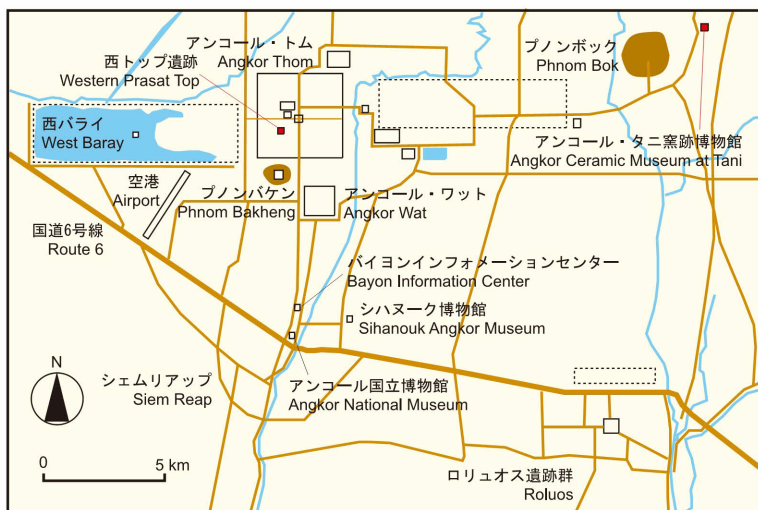 アンコール・トム
Angkor Thom
西トップ遺跡
Western Prasat Top
プノンボック
Phnom Bok
西バライ
West Baray
アンコール・タニ窯跡博物館
Angkor Ceramic Museum at Tani
空港
Airport
プノンバケン
Phnom Bakheng
アンコール・ワット
Angkor Wat
国道6号線
Route 6
バイヨンインフォメーションセンター
Bayon Information Center
シハヌーク博物館
Sihanouk Angkor Museum
N
シェムリアップ
Siem Reap
アンコール国立博物館
Angkor National Museum
0 5 km
ロリュオス遺跡群
Roluos